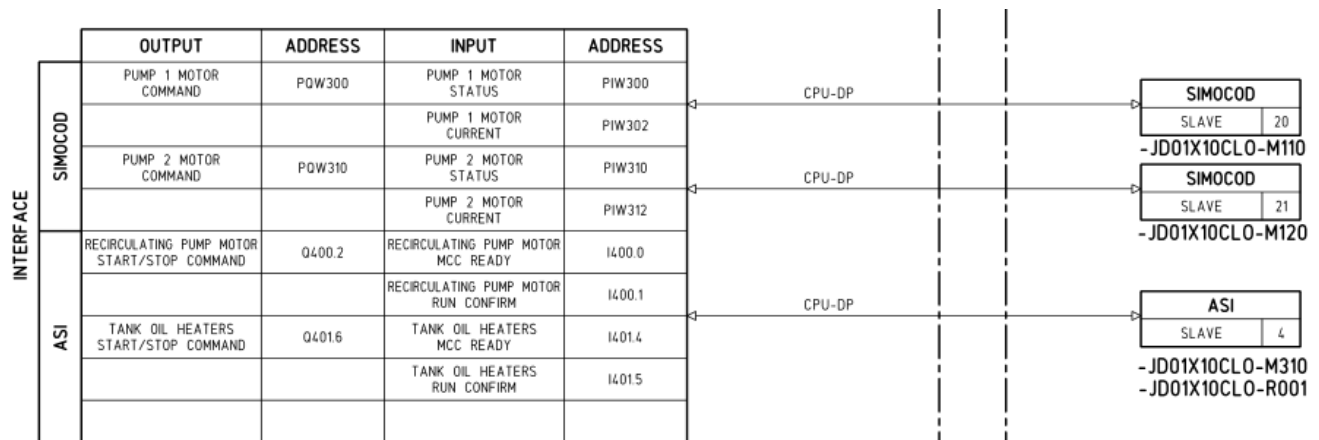 OUTPUT ADDRESS INPUT ADDRESS
INTERFACE
SIMOCOD
PUMP 1 MOTOR
COMMAND
PQW300
PUMP 1 MOTOR
STATUS
PIW300
PUMP 1 MOTOR
CURRENT
PIW302
PUMP 2 MOTOR
COMMAND
PQW310
PUMP 2 MOTOR
STATUS
PIW310
PUMP 2 MOTOR
CURRENT
PIW312
ASI
RECIRCULATING PUMP MOTOR
START/STOP COMMAND
Q400.2
RECIRCULATING PUMP MOTOR
MCC READY
I400.0
RECIRCULATING PUMP MOTOR
RUN CONFIRM
I400.1
TANK OIL HEATERS
START/STOP COMMAND
Q401.6
TANK OIL HEATERS
MCC READY
I401.4
TANK OIL HEATERS
RUN CONFIRM
I401.5
CPU-DP
SIMOCOD
SLAVE 20
-JD01X10CLO-M110
CPU-DP
SIMOCOD
SLAVE 21
-JD01X10CLO-M120
CPU-DP
ASI
SLAVE 4
-JD01X10CLO-M310
-JD01X10CLO-R001